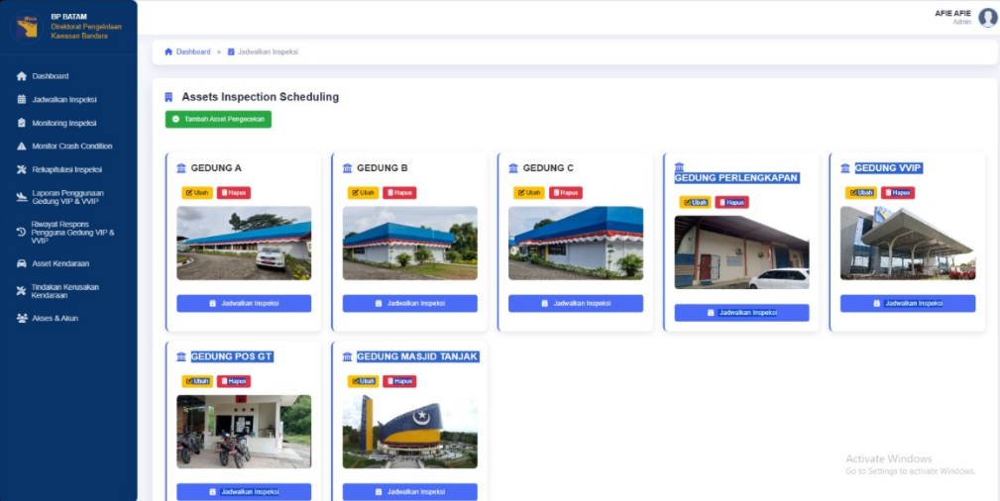 BP BATAM
Direktorat Pengelolaan
Kawasan Bandara
AFIE AFIE
Admin
Dashboard
Jadwalkan Inspeksi
Monitoring Inspeksi
Monitor Crash Condition
Rekapitulasi Inspeksi
Laporan Penggunaan
Gedung VIP & VVIP
Riwayat Respons
Pengguna Gedung VIP &
VVIP
Asset Kendaraan
Tindakan Kerusakan
Kendaraan
Akses & Akun
Dashboard
Jadwalkan Inspeksi
Assets Inspection Scheduling
Tambah Asset Pengecekan
GEDUNG A
Ubah Hapus
Jadwalkan Inspeksi
GEDUNG B
Ubah Hapus
Jadwalkan Inspeksi
GEDUNG C
Ubah Hapus
Jadwalkan Inspeksi
GEDUNG PERLENGKAPAN
Ubah Hapus
Jadwalkan Inspeksi
GEDUNG VVIP
Ubah Hapus
Jadwalkan Inspeksi
GEDUNG POS GT
Ubah Hapus
Jadwalkan Inspeksi
GEDUNG MASJID TANJAK
Ubah Hapus
Jadwalkan Inspeksi
Activate Windows
Go to Settings to activate Windows.